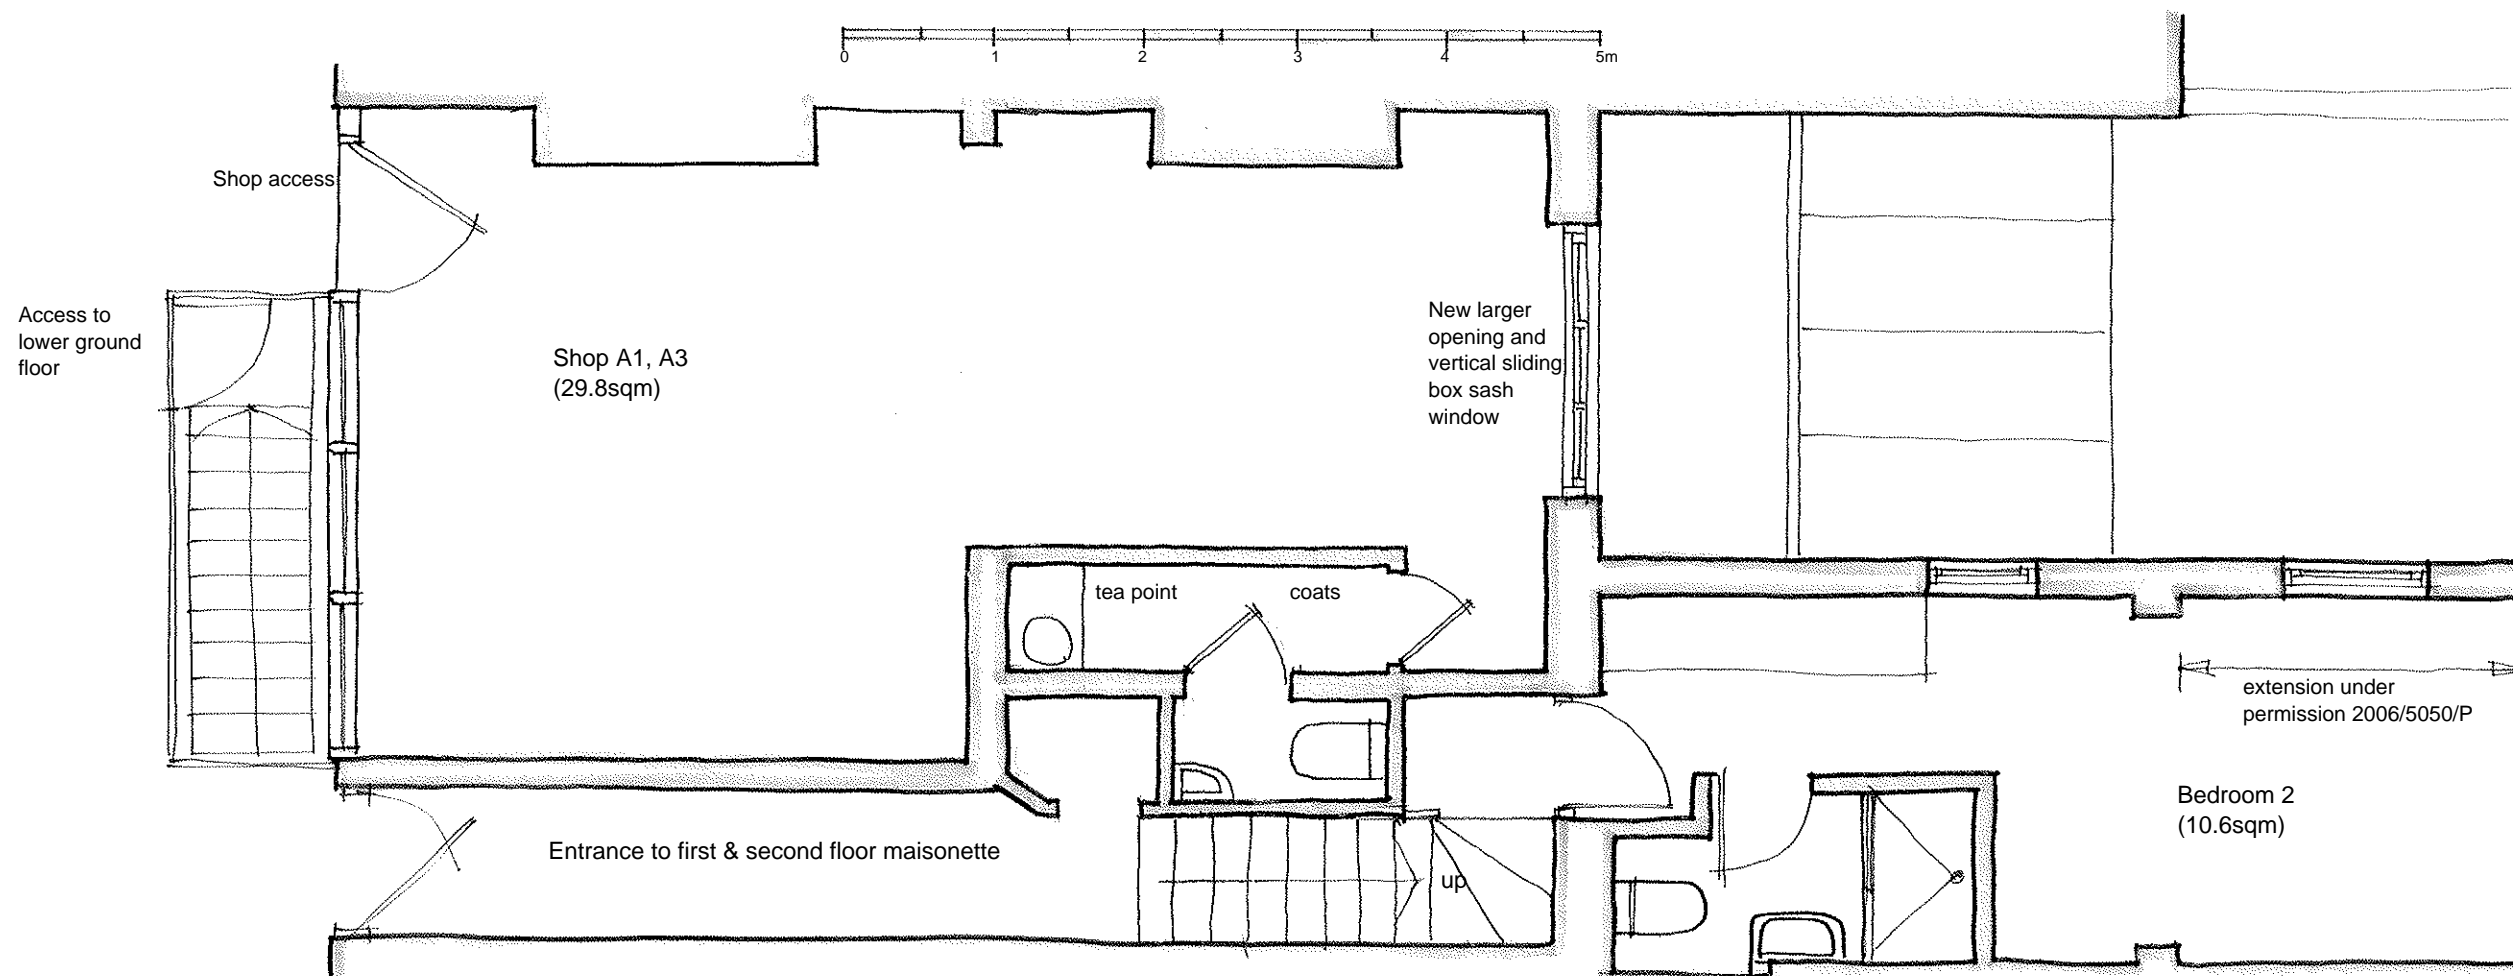 0 1 2 3 4 5m
Shop access
Access to
lower ground
floor
Shop A1, A3
(29.8sqm)
New larger
opening and
vertical sliding
box sash
window
tea point
coats
extension under
permission 2006/5050/P
Bedroom 2
(10.6sqm)
Entrance to first & second floor maisonette
up